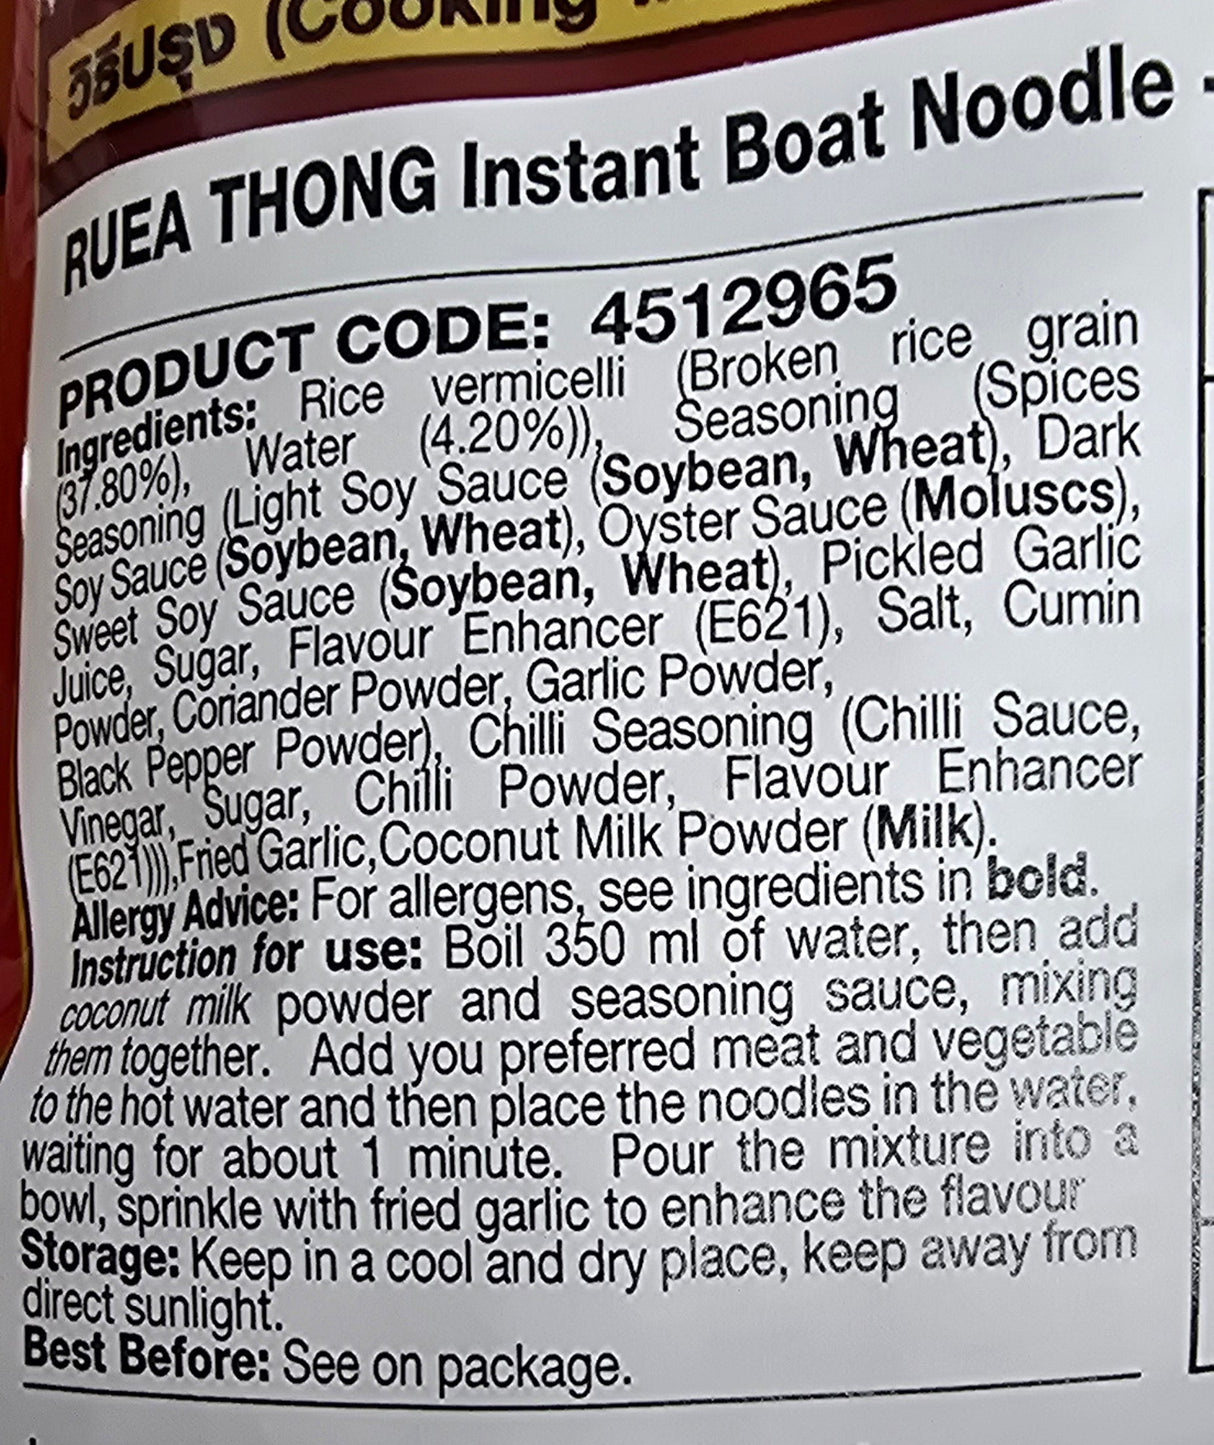 วิธีปรุง (Cooking
RUEA THONG Instant Boat Noodle -
PRODUCT CODE: 4512965
Ingredients: Rice vermicelli (Broken rice grain
(37.80%), Water (4.20%)), Seasoning (Spices
Seasoning (Light Soy Sauce (Soybean, Wheat), Dark
Soy Sauce (Soybean, Wheat), Oyster Sauce (Moluscs),
Sweet Soy Sauce (Soybean, Wheat), Pickled Garlic
Juice, Sugar, Flavour Enhancer (E621), Salt, Cumin
Powder, Coriander Powder, Garlic Powder,
Black Pepper Powder), Chilli Seasoning (Chilli Sauce,
Vinegar, Sugar, Chilli Powder, Flavour Enhancer
(E621))),Fried Garlic,Coconut Milk Powder (Milk).
Allergy Advice: For allergens, see ingredients in bold.
Instruction for use: Boil 350 ml of water, then add
coconut milk powder and seasoning sauce, mixing
them together. Add you preferred meat and vegetable
to the hot water and then place the noodles in the water,
waiting for about 1 minute. Pour the mixture into a
bowl, sprinkle with fried garlic to enhance the flavour
Storage: Keep in a cool and dry place, keep away from
direct sunlight.
Best Before: See on package.